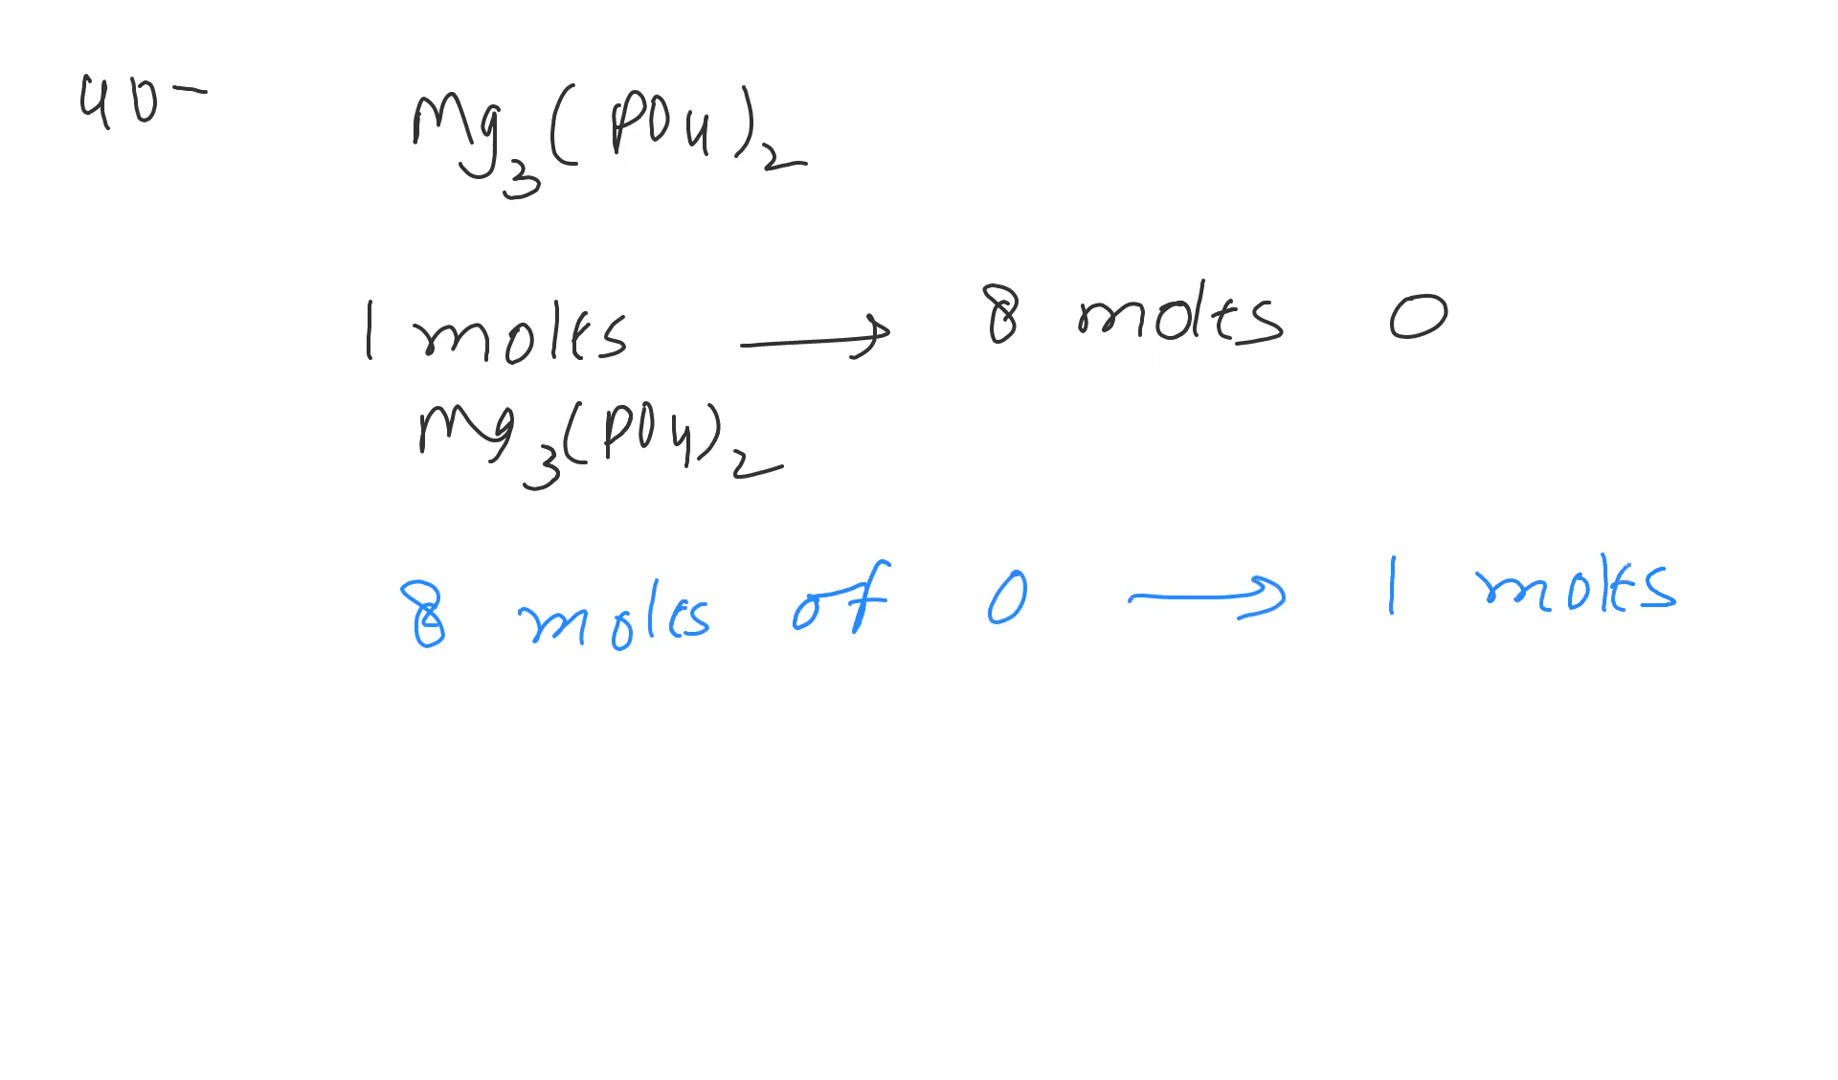 40- Mg3(PO4)2
1 moles → 8 moles O
Mg3(PO4)2
8 moles of O → 1 moles